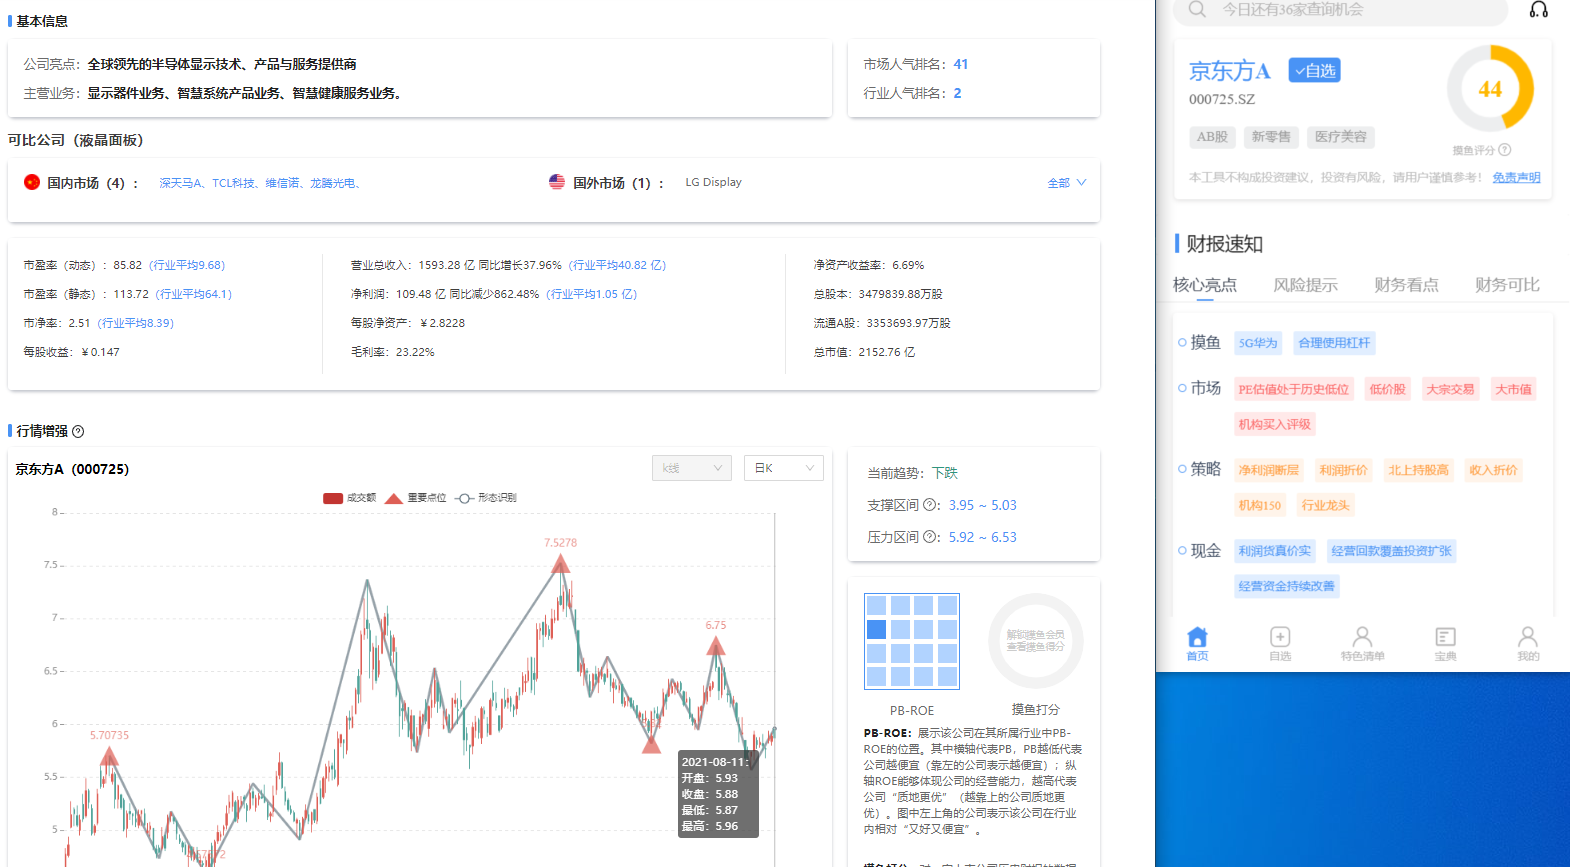 基本信息
公司亮点：全球领先的半导体显示技术、产品与服务提供商
主营业务：显示器件业务、智慧系统产品业务、智慧健康服务业务。
市场人气排名：41
行业人气排名：2
可比公司（液晶面板）
国内市场（4）：
深天马A、TCL科技、维信诺、龙腾光电、
国外市场（1）：
LG Display
全部
市盈率（动态）：85.82（行业平均9.68）
市盈率（静态）：113.72（行业平均64.1）
市净率：2.51（行业平均8.39）
每股收益：￥0.147
营业总收入：1593.28 亿 同比增长37.96%（行业平均40.82 亿）
净利润：109.48 亿 同比减少862.48%（行业平均1.05 亿）
每股净资产：￥2.8228
毛利率：23.22%
净资产收益率：6.69%
总股本：3479839.88万股
流通A股：3353693.97万股
总市值：2152.76 亿
行情增强
京东方A（000725）
k线
日K
成交额 重要点位 形态识别
8
7.5
7
6.5
6
5.5
5
7.5278
6.75
5.70735
2021-08-11：
开盘：5.93
收盘：5.88
最低：5.87
最高：5.96
当前趋势：下跌
支撑区间：3.95 ~ 5.03
压力区间：5.92 ~ 6.53
PB-ROE
解锁摸鱼会员
查看摸鱼得分
摸鱼打分
PB-ROE：展示该公司在其所属行业中PB-
ROE的位置。其中横轴代表PB，PB越低代表
公司越便宜（靠左的公司表示越便宜）；纵
轴ROE能够体现公司的经营能力，越高代表
公司“质地更优”（越靠上的公司质地更
优）。图中左上角的公司表示该公司在行业
内相对“又好又便宜”。
今日还有36家查询机会
京东方A
自选
000725.SZ
AB股 新零售 医疗美容
44
摸鱼评分
本工具不构成投资建议，投资有风险，请用户谨慎参考！ 免责声明
财报速知
核心亮点 风险提示 财务看点 财务可比
摸鱼 5G华为 合理使用杠杆
市场 PE估值处于历史低位 低价股 大宗交易 大市值
机构买入评级
策略 净利润断层 利润折价 北上持股高 收入折价
机构150 行业龙头
现金 利润货真价实 经营回款覆盖投资扩张
经营资金持续改善
首页 自选 特色清单 宝典 我的